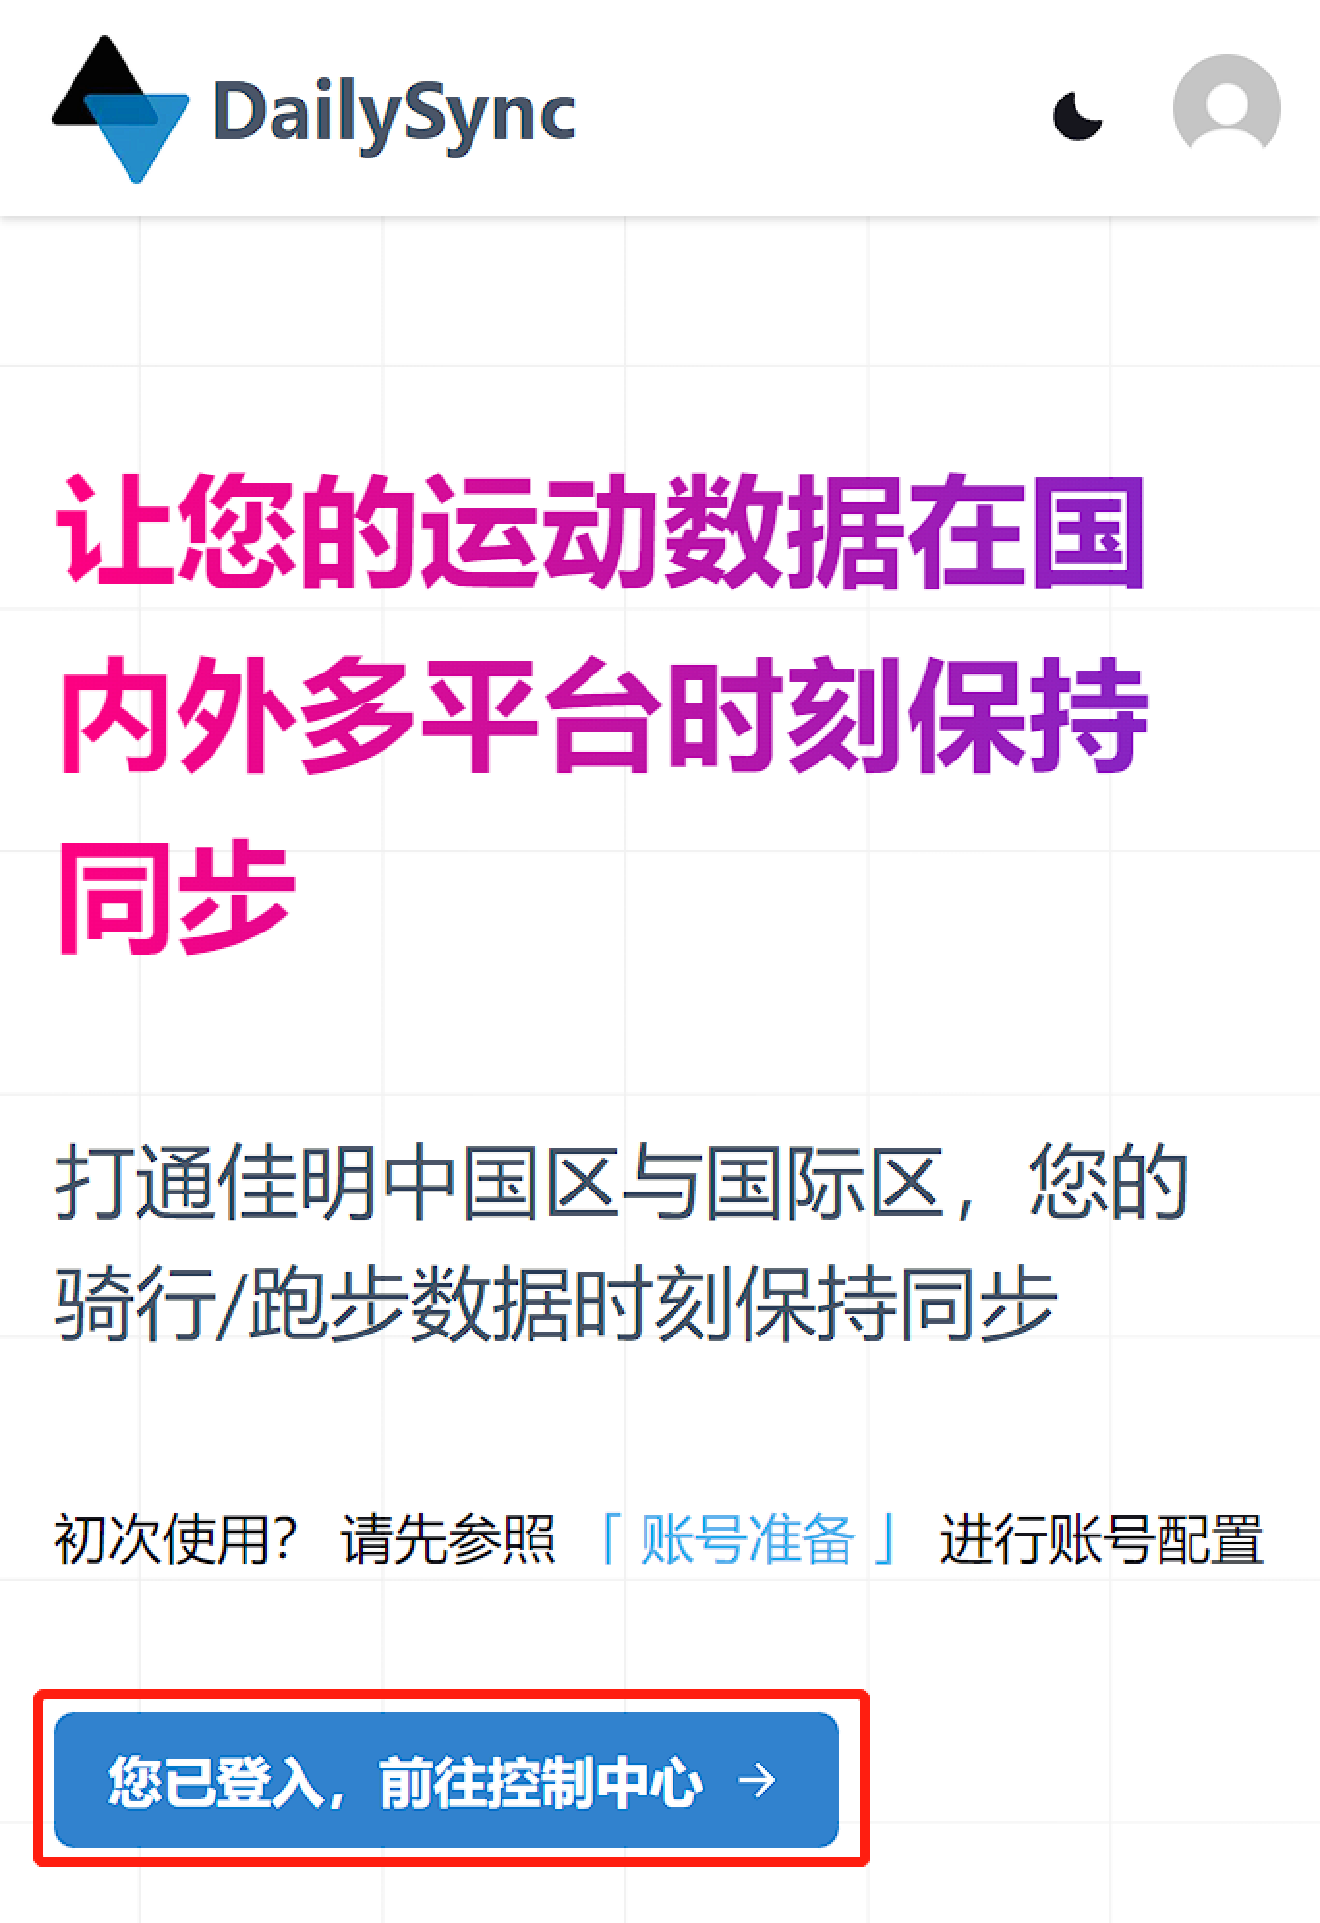 DailySync
让您的运动数据在国
内外多平台时刻保持
同步
打通佳明中国区与国际区，您的
骑行/跑步数据时刻保持同步
初次使用？ 请先参照 「 账号准备 」 进行账号配置
您已登入，前往控制中心 →